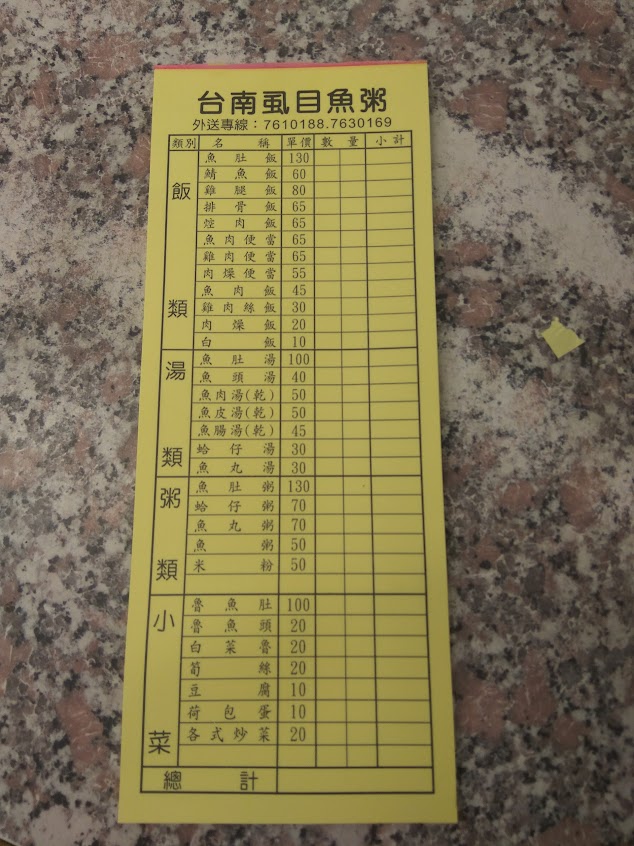 台南虱目魚粥
外送專線：7610188.7630169
類別 名稱 單價 數量 小計
飯類
魚肚飯 130
鯖魚飯 60
雞腿飯 80
排骨飯 65
焢肉飯 65
魚肉便當 65
雞肉便當 65
肉燥便當 55
魚肉飯 45
雞肉絲飯 30
肉燥飯 20
白飯 10
湯類
魚肚湯 100
魚頭湯 40
魚肉湯(乾) 50
魚皮湯(乾) 50
魚腸湯(乾) 45
蛤仔湯 30
魚丸湯 30
粥類
魚肚粥 130
蛤仔粥 70
魚丸粥 70
魚粥 50
米粉 50
小菜
魯魚肚 100
魯魚頭 20
白菜魯 20
筍絲 20
豆腐 10
荷包蛋 10
各式炒菜 20
總計